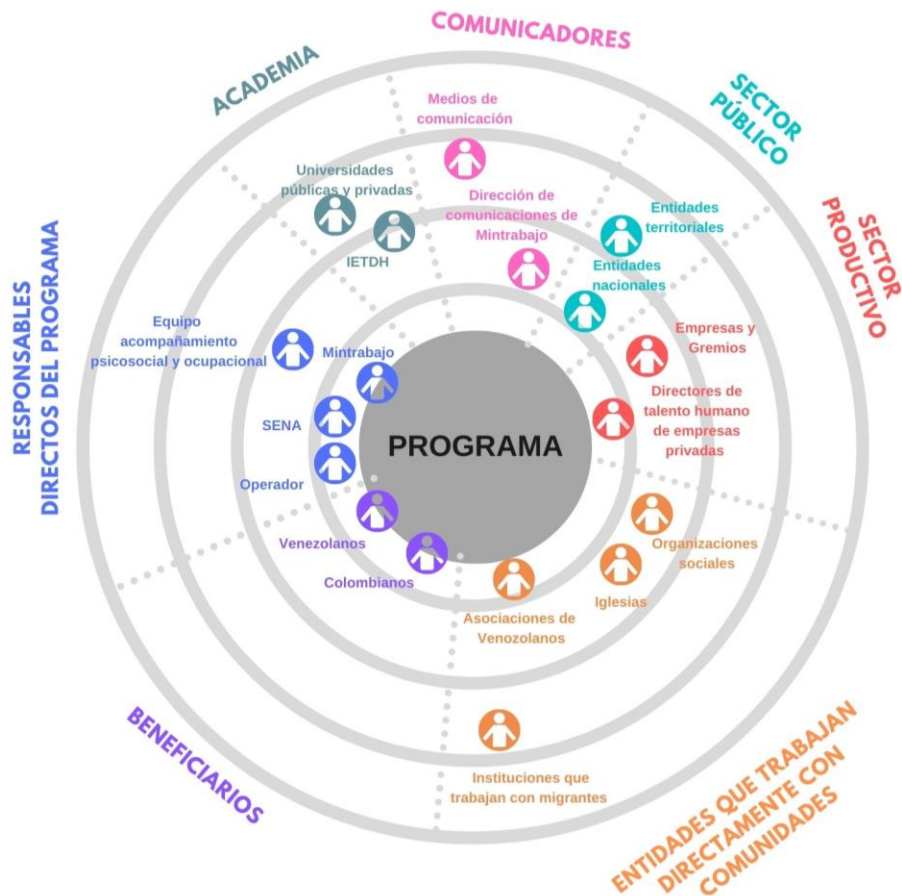 COMUNICADORES
ACADEMIA
SECTOR
PÚBLICO
SECTOR
PRODUCTIVO
Medios de
comunicación
Universidades
públicas y privadas
IETDH
Dirección de
comunicaciones de
Mintrabajo
Entidades
territoriales
Entidades
nacionales
RESPONSABLES
DIRECTOS DEL PROGRAMA
Equipo
acompañamiento
psicosocial y ocupacional
Mintrabajo
SENA
Operador
PROGRAMA
Empresas y
Gremios
Directores de
talento humano
de empresas
privadas
Venezolanos
Colombianos
Asociaciones de
Venozolanos
Iglesias
Organizaciones
sociales
BENEFICIARIOS
Instituciones que
trabajan con migrantes
ENTIDADES QUE TRABAJAN
DIRECTAMENTE CON
COMUNIDADES